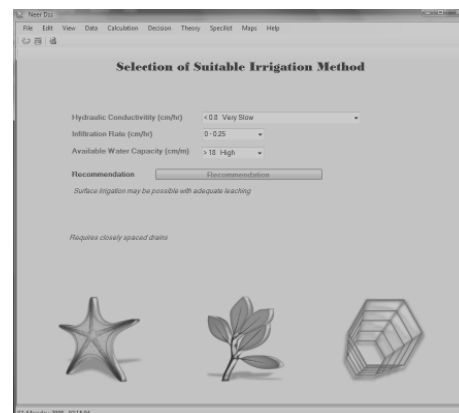 Neer Dss
File Edit View Data Calculation Decision Theory Specilist Maps Help
Selection of Suitable Irrigation Method
Hydraulic Conductivitity (cm/hr) < 0.8 Very Slow
Infiltration Rate (cm/hr) 0 - 0.25
Available Water Capacity (cm/m) > 18 High
Recommendation Recommendation
Surface Irrigation may be possible with adequate leaching
Requires closely spaced drains